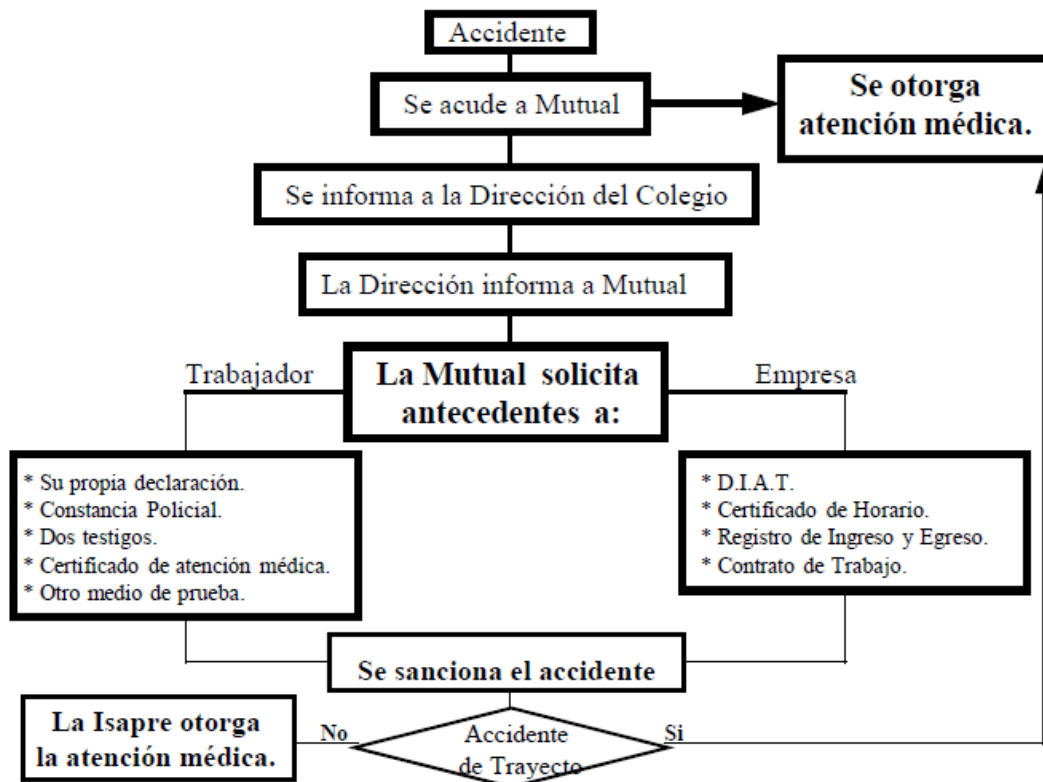 Accidente
Se acude a Mutual
Se otorga
atención médica.
Se informa a la Dirección del Colegio
La Dirección informa a Mutual
Trabajador
La Mutual solicita
antecedentes a:
Empresa
* Su propia declaración.
* Constancia Policial.
* Dos testigos.
* Certificado de atención médica.
* Otro medio de prueba.
* D.I.A.T.
* Certificado de Horario.
* Registro de Ingreso y Egreso.
* Contrato de Trabajo.
Se sanciona el accidente
La Isapre otorga
la atención médica.
No
Accidente
de Trayecto
Si